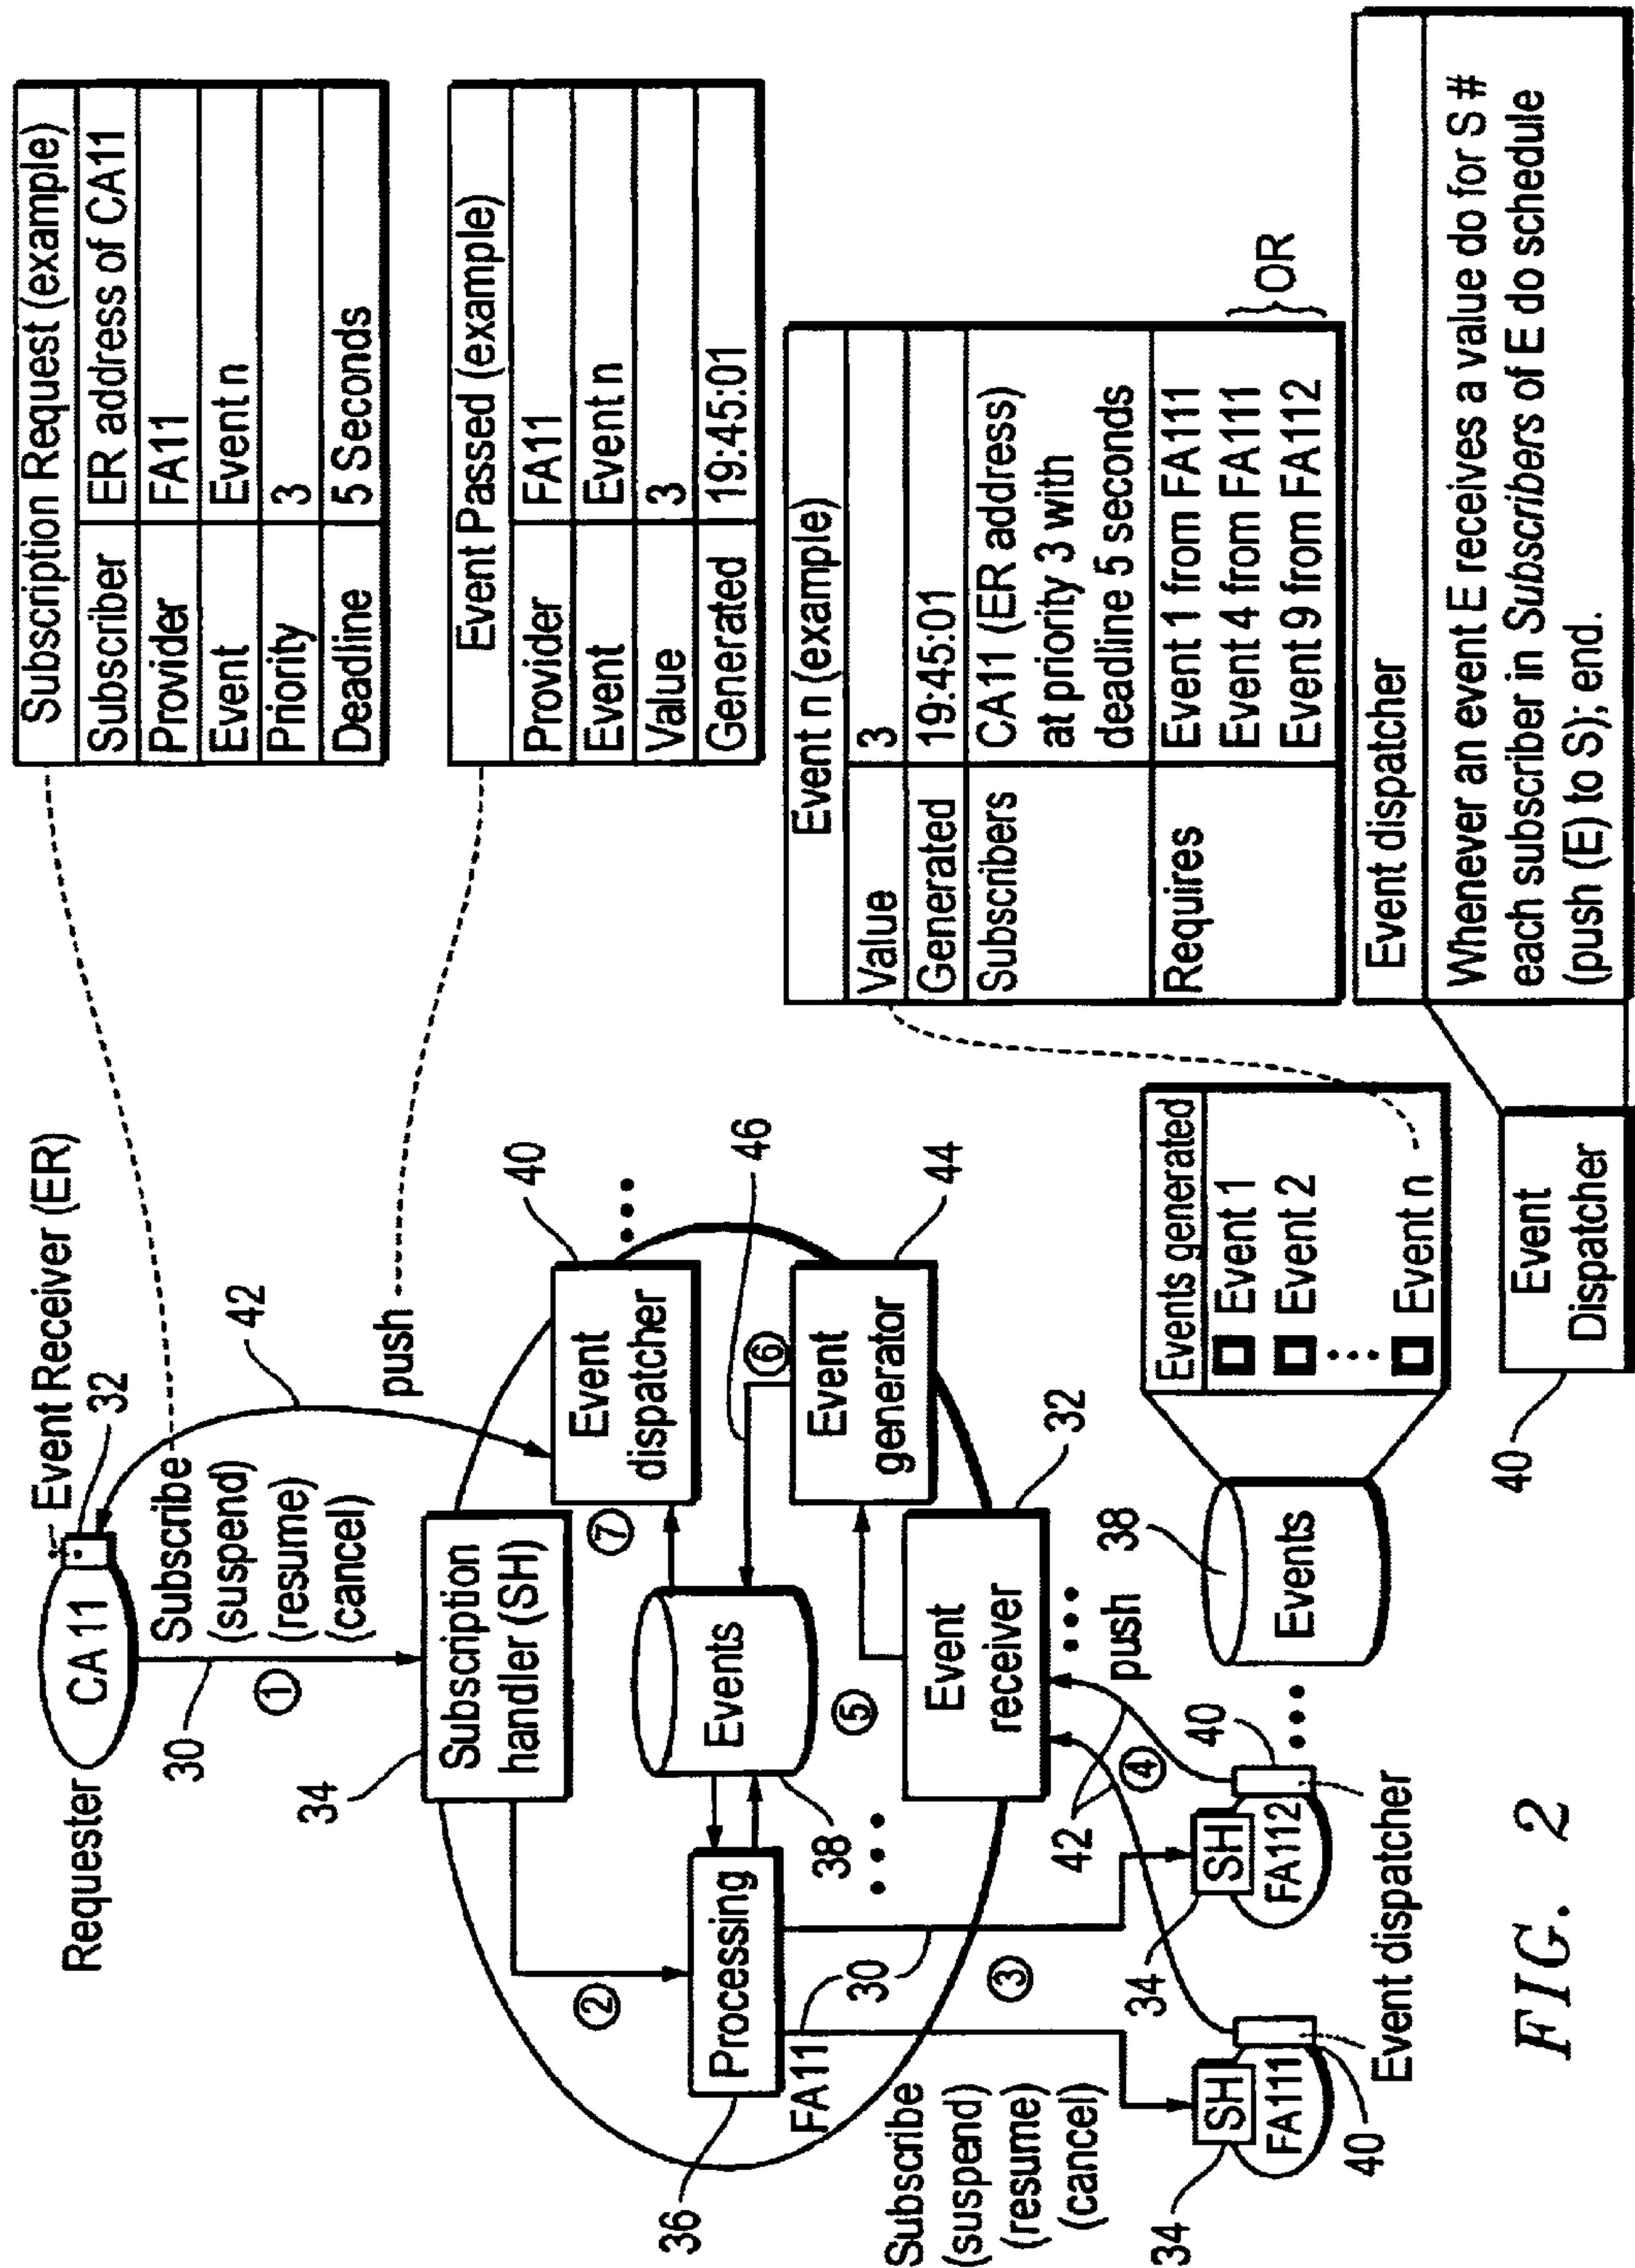 Requester
CA 11
Event Receiver (ER)
32
30
①
Subscribe
(suspend)
(resume)
(cancel)
42
push
34
Subscription
handler (SH)
②
⑦
Event
dispatcher
40
36
Processing
FA11
Events
38
46
⑥
Event
generator
44
⑤
Event
receiver
32
Subscribe
(suspend)
(resume)
(cancel)
30
③
42
④
push
34
SH
FA111
40
34
SH
FA112
40
Event dispatcher
38
Events
Events generated
Event 1
Event 2
Event n
40
Event
Dispatcher
Subscription Request (example)
Subscriber ER address of CA11
Provider FA11
Event Event n
Priority 3
Deadline 5 Seconds
Event Passed (example)
Provider FA11
Event Event n
Value 3
Generated 19:45:01
Event n (example)
Value 3
Generated 19:45:01
Subscribers CA11 (ER address)
at priority 3 with
deadline 5 seconds
Requires Event 1 from FA111
Event 4 from FA111
Event 9 from FA112
}OR
Event dispatcher
Whenever an event E receives a value do for S #
each subscriber in Subscribers of E do schedule
(push (E) to S); end.
FIG. 2